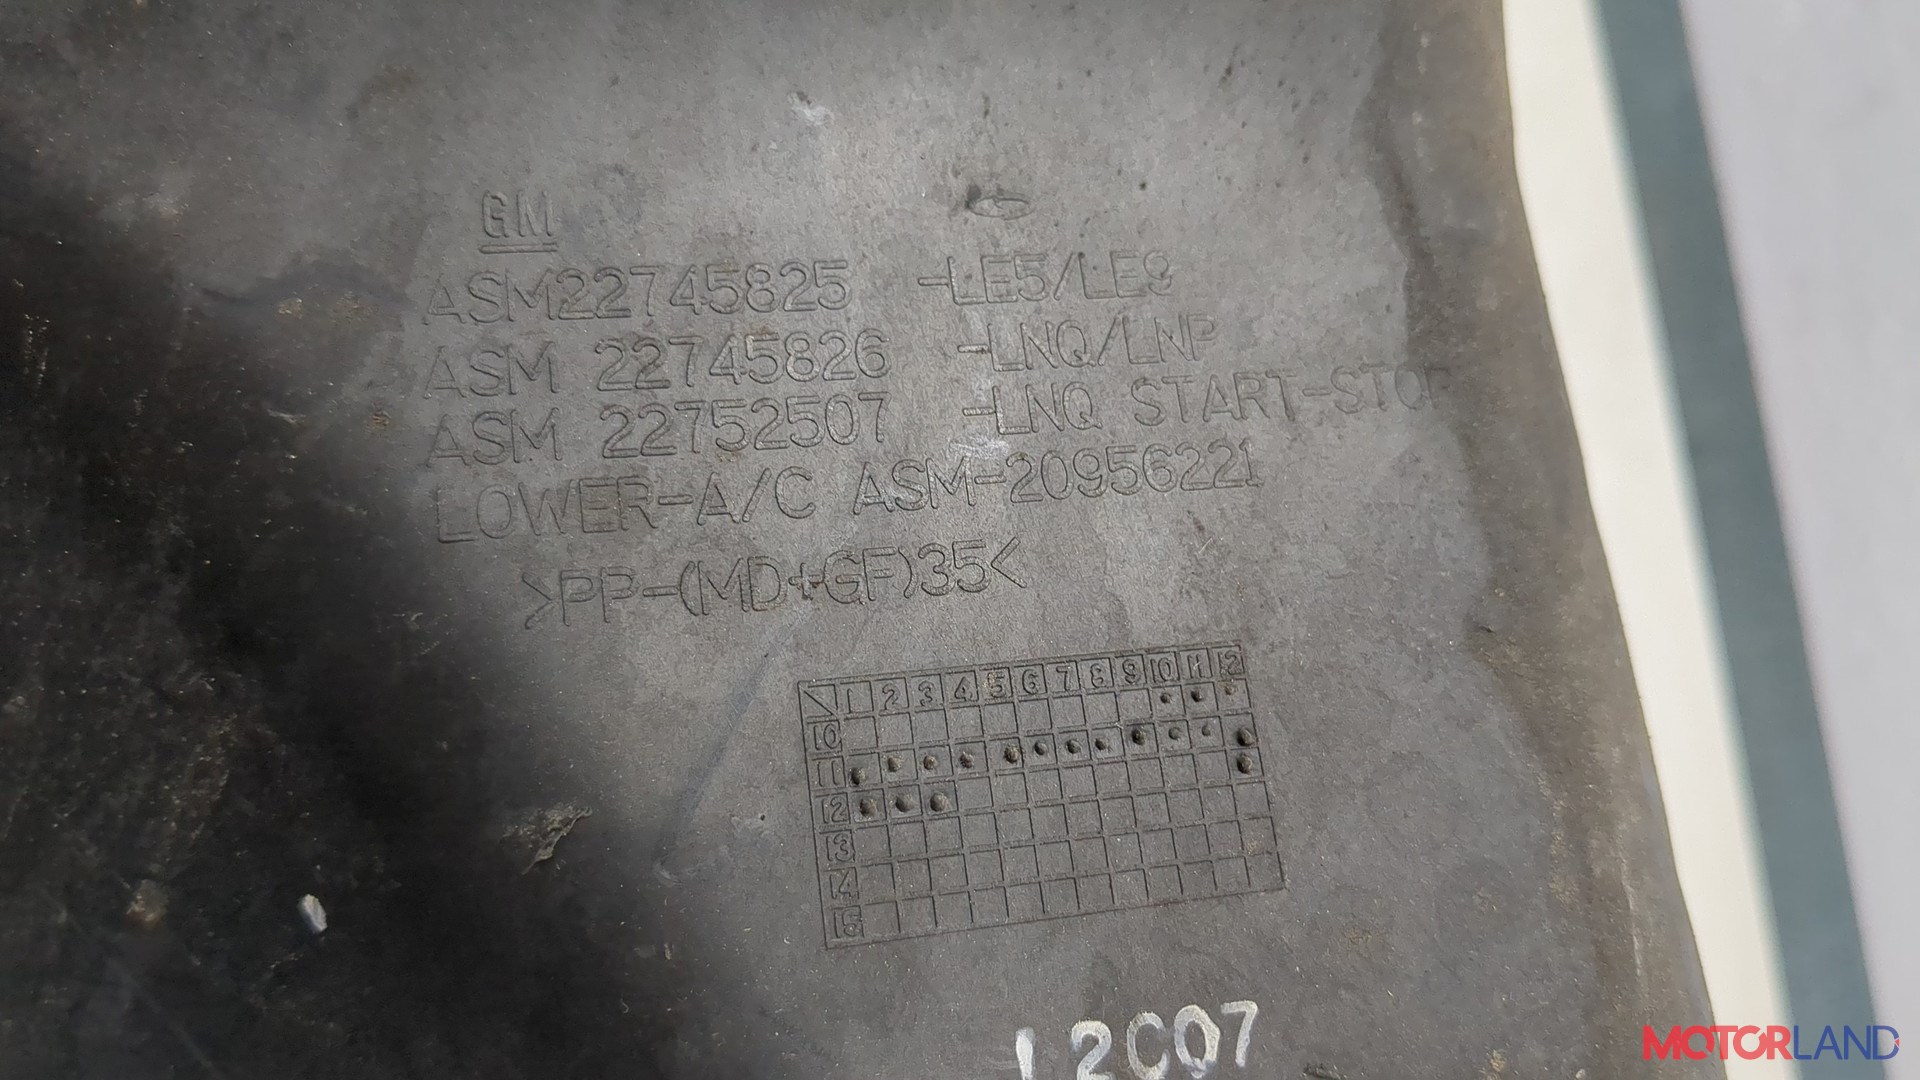 GM
ASM22745825 -LE5/LE9
ASM 22745826 -LNQ/LNP
ASM 22752507 -LNQ START-STOP
LOWER-A/C ASM-20956221
>PP-(MD+GF)35<
1 2 3 4 5 6 7 8 9 10 11 12
10
11
12
13
14
15
12C07
MOTORLAND